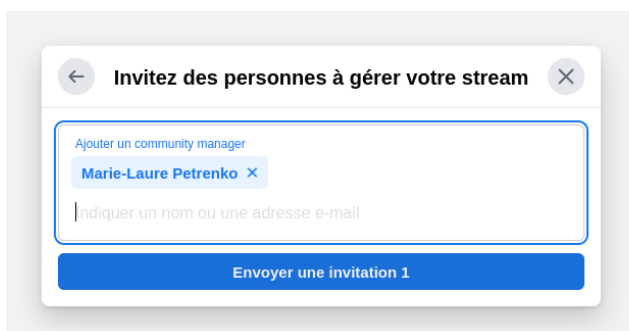 Invitez des personnes à gérer votre stream
Ajouter un community manager
Marie-Laure Petrenko
Indiquer un nom ou une adresse e-mail
Envoyer une invitation 1